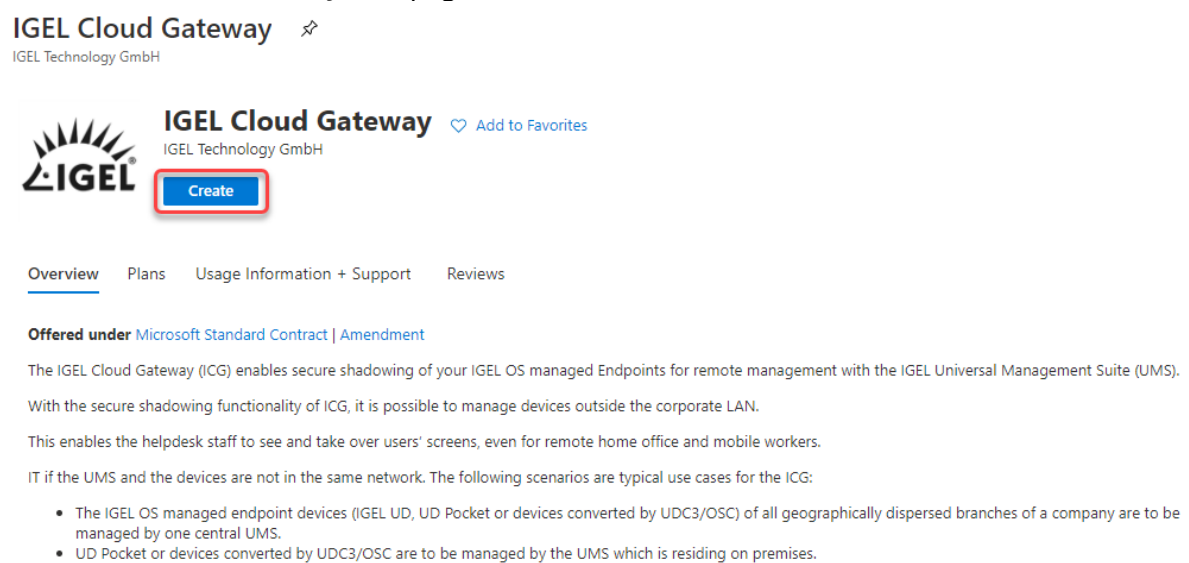 IGEL Cloud Gateway
IGEL Technology GmbH
IGEL Cloud Gateway Add to Favorites
IGEL Technology GmbH
IGEL®
Create
Overview Plans Usage Information + Support Reviews
Offered under Microsoft Standard Contract | Amendment
The IGEL Cloud Gateway (ICG) enables secure shadowing of your IGEL OS managed Endpoints for remote management with the IGEL Universal Management Suite (UMS).
With the secure shadowing functionality of ICG, it is possible to manage devices outside the corporate LAN.
This enables the helpdesk staff to see and take over users' screens, even for remote home office and mobile workers.
IT if the UMS and the devices are not in the same network. The following scenarios are typical use cases for the ICG:
• The IGEL OS managed endpoint devices (IGEL UD, UD Pocket or devices converted by UDC3/OSC) of all geographically dispersed branches of a company are to be
managed by one central UMS.
• UD Pocket or devices converted by UDC3/OSC are to be managed by the UMS which is residing on premises.